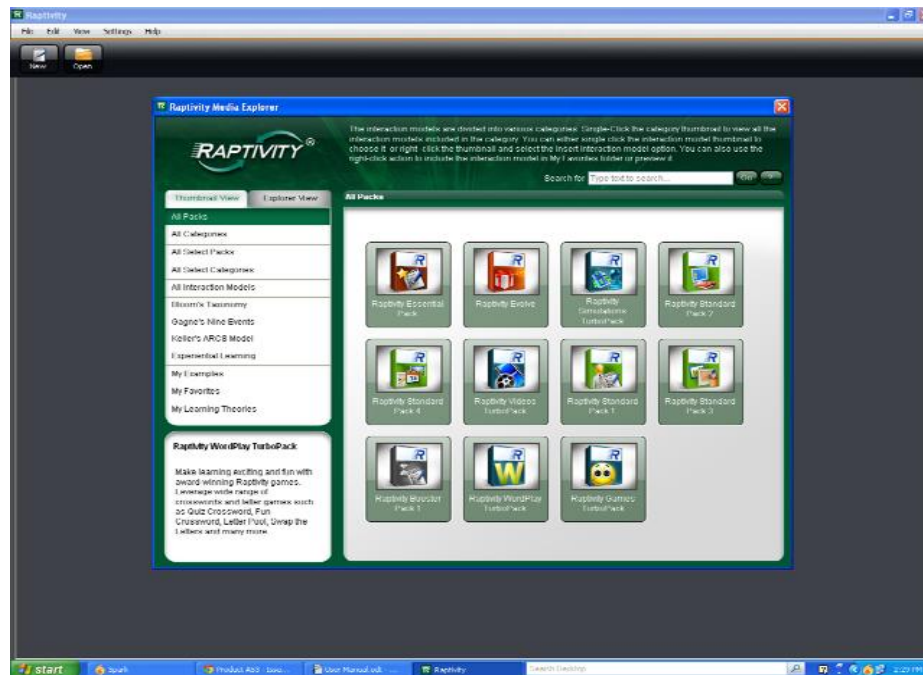 Raptivity
File Edit View Settings Help
New Open
Raptivity Media Explorer
RAPTIVITY®
The interaction models are divided into various categories. Single-Click the category thumbnail to view all the
interaction models included in the category. You can either single click the interaction model thumbnail to
choose it or right-click the thumbnail and select the Insert Interaction model option. You can also use the
right-click action to include the interaction model in My Favorites folder or preview it.
Search for Type text to search... Go ?
Thumbnail View Explorer View
All Packs
All Packs
All Categories
All Select Packs
All Select Categories
All Interaction Models
Bloom's Taxonomy
Gagne's Nine Events
Keller's ARCS Model
Experiential Learning
My Examples
My Favorites
My Learning Theories
Raptivity WordPlay TurboPack
Make learning exciting and fun with
award winning Raptivity games.
Leverage wide range of
crosswords and letter games such
as Quiz Crossword, Fun
Crossword, Letter Pool, Swap the
Letters and many more.
Raptivity Essential
Pack
Raptivity Evolve
Raptivity
Simulations
TurboPack
Raptivity Standard
Pack 2
Raptivity Standard
Pack 4
Raptivity Videos
TurboPack
Raptivity Standard
Pack 1
Raptivity Standard
Pack 3
Raptivity Booster
Pack 1
Raptivity WordPlay
TurboPack
Raptivity Games
TurboPack
start Spark Product AS3 - User Manual.odt - ... Raptivity Search Desktop 2:29 PM